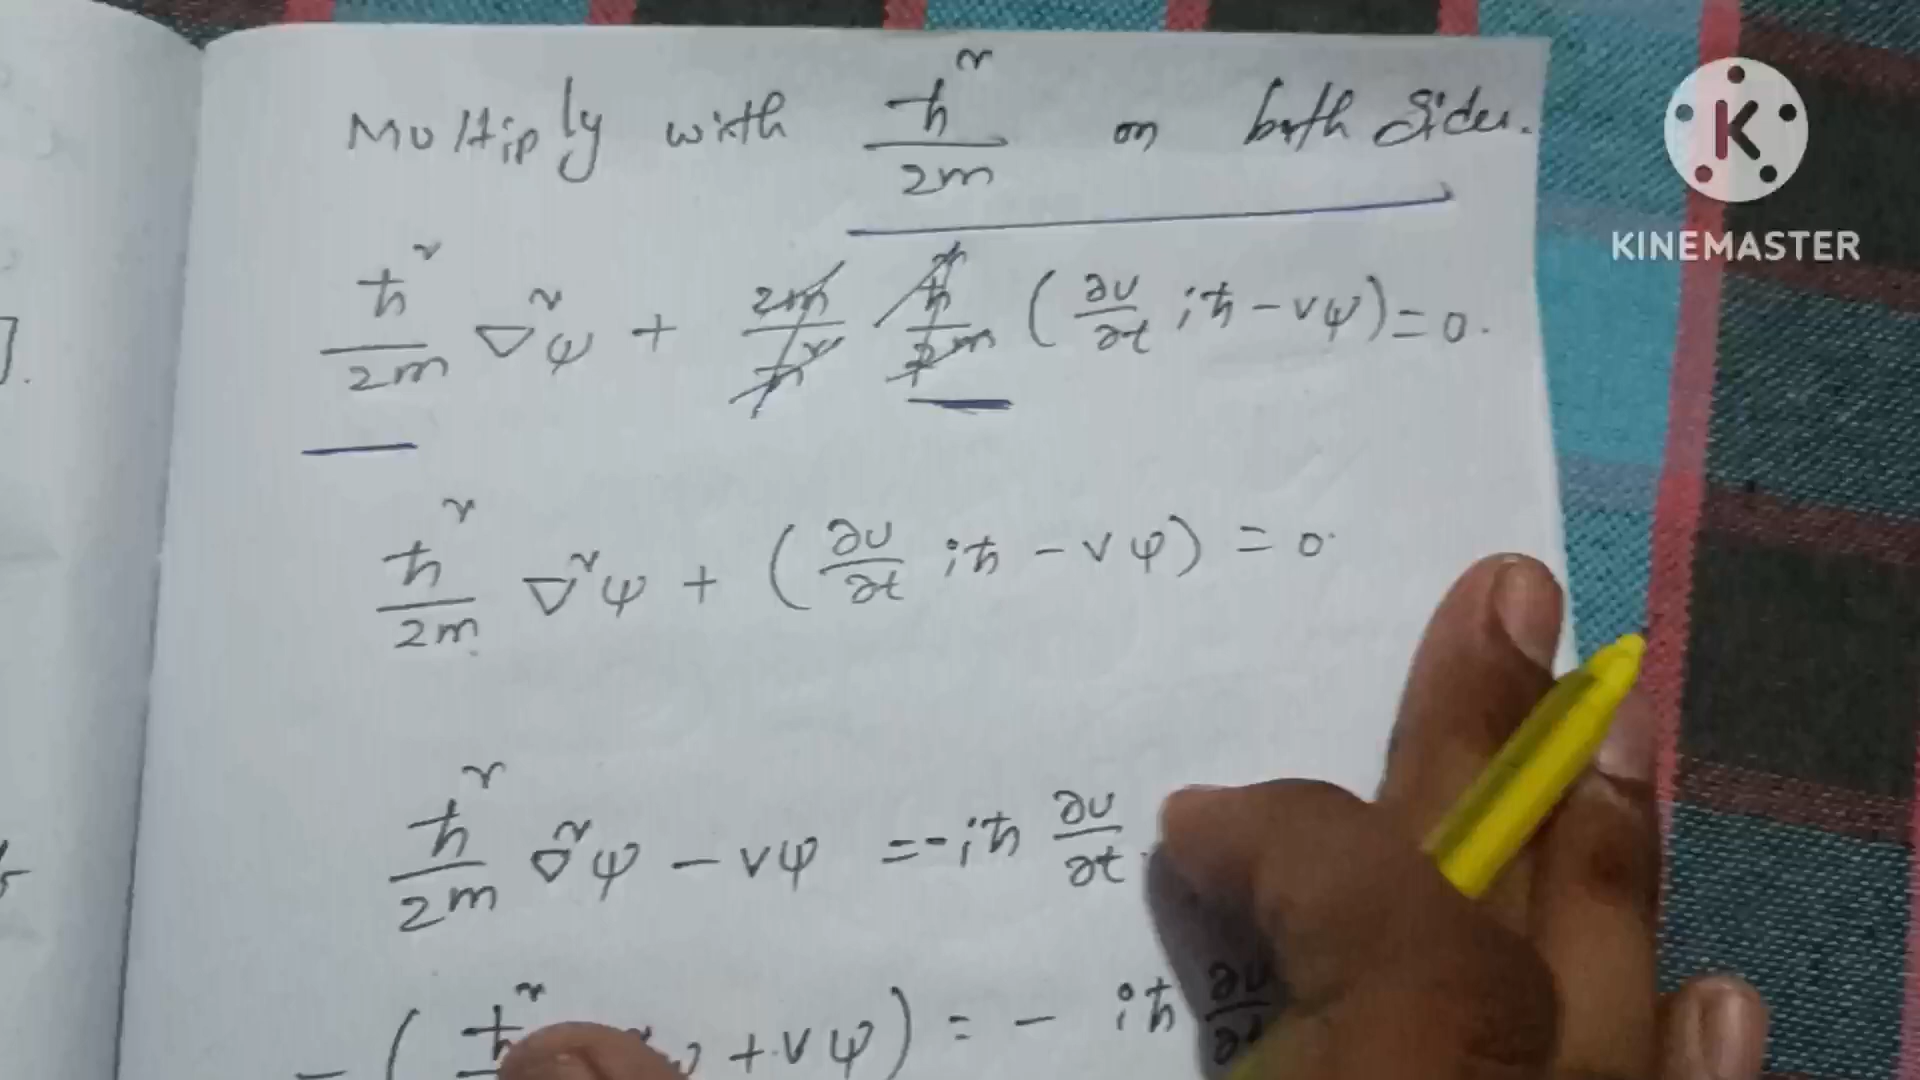 Multiply with ħ²/2m on both sides.
ħ²/2m ∇²ψ + 2m/ħ² ħ²/2m (∂υ/∂t iħ - vψ) = 0.
ħ²/2m ∇²ψ + (∂υ/∂t iħ - vψ) = 0.
ħ²/2m ∇²ψ - vψ = -iħ ∂υ/∂t
- (ħ² + vψ) = - iħ ∂υ
K
KINEMASTER